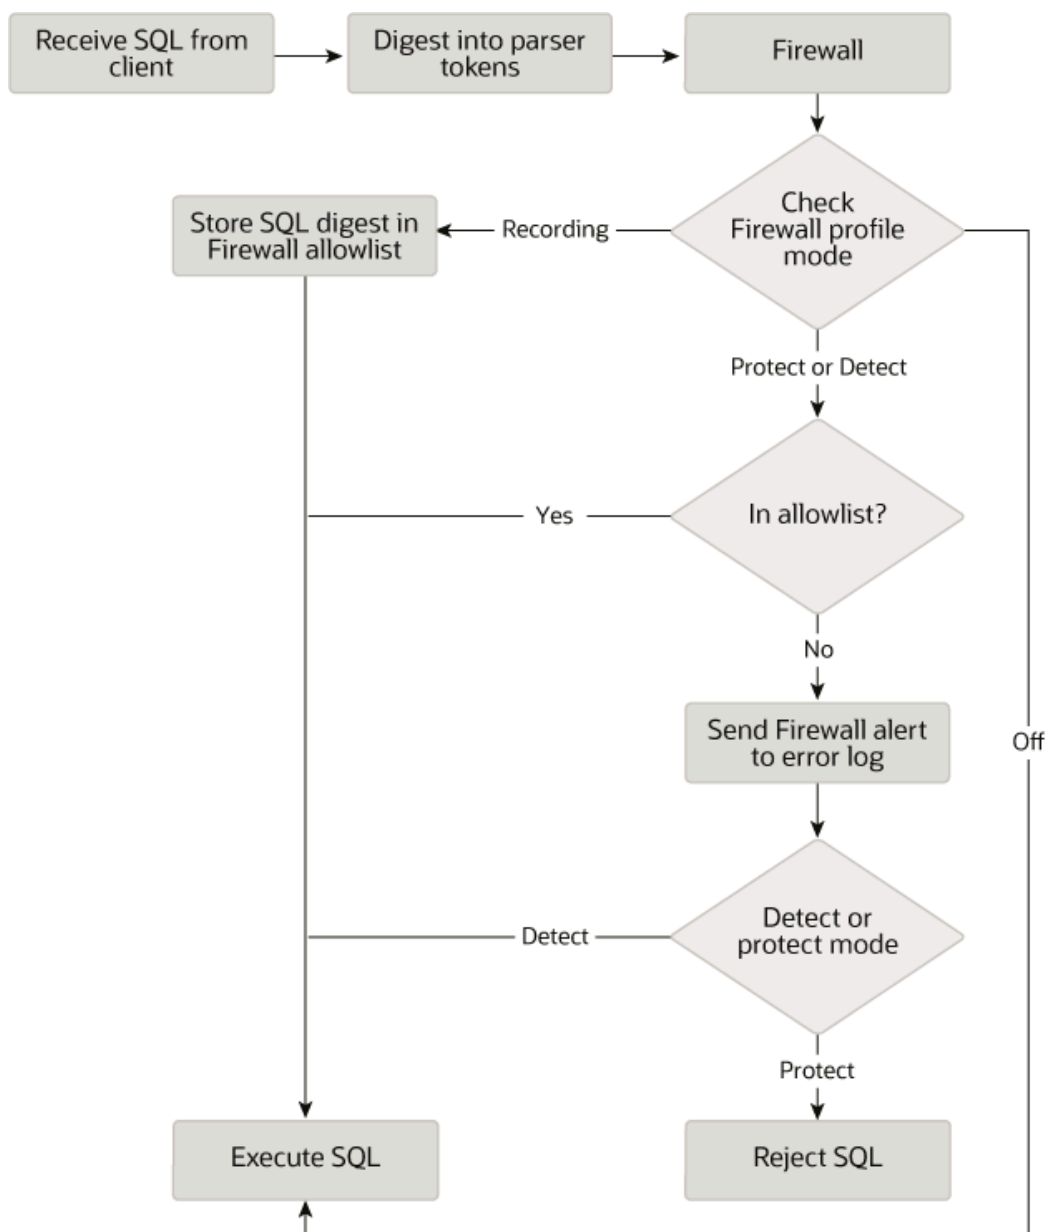 Receive SQL from
client
Digest into parser
tokens
Firewall
Check
Firewall profile
mode
Recording
Store SQL digest in
Firewall allowlist
Protect or Detect
In allowlist?
Yes
No
Send Firewall alert
to error log
Off
Detect or
protect mode
Detect
Protect
Execute SQL
Reject SQL